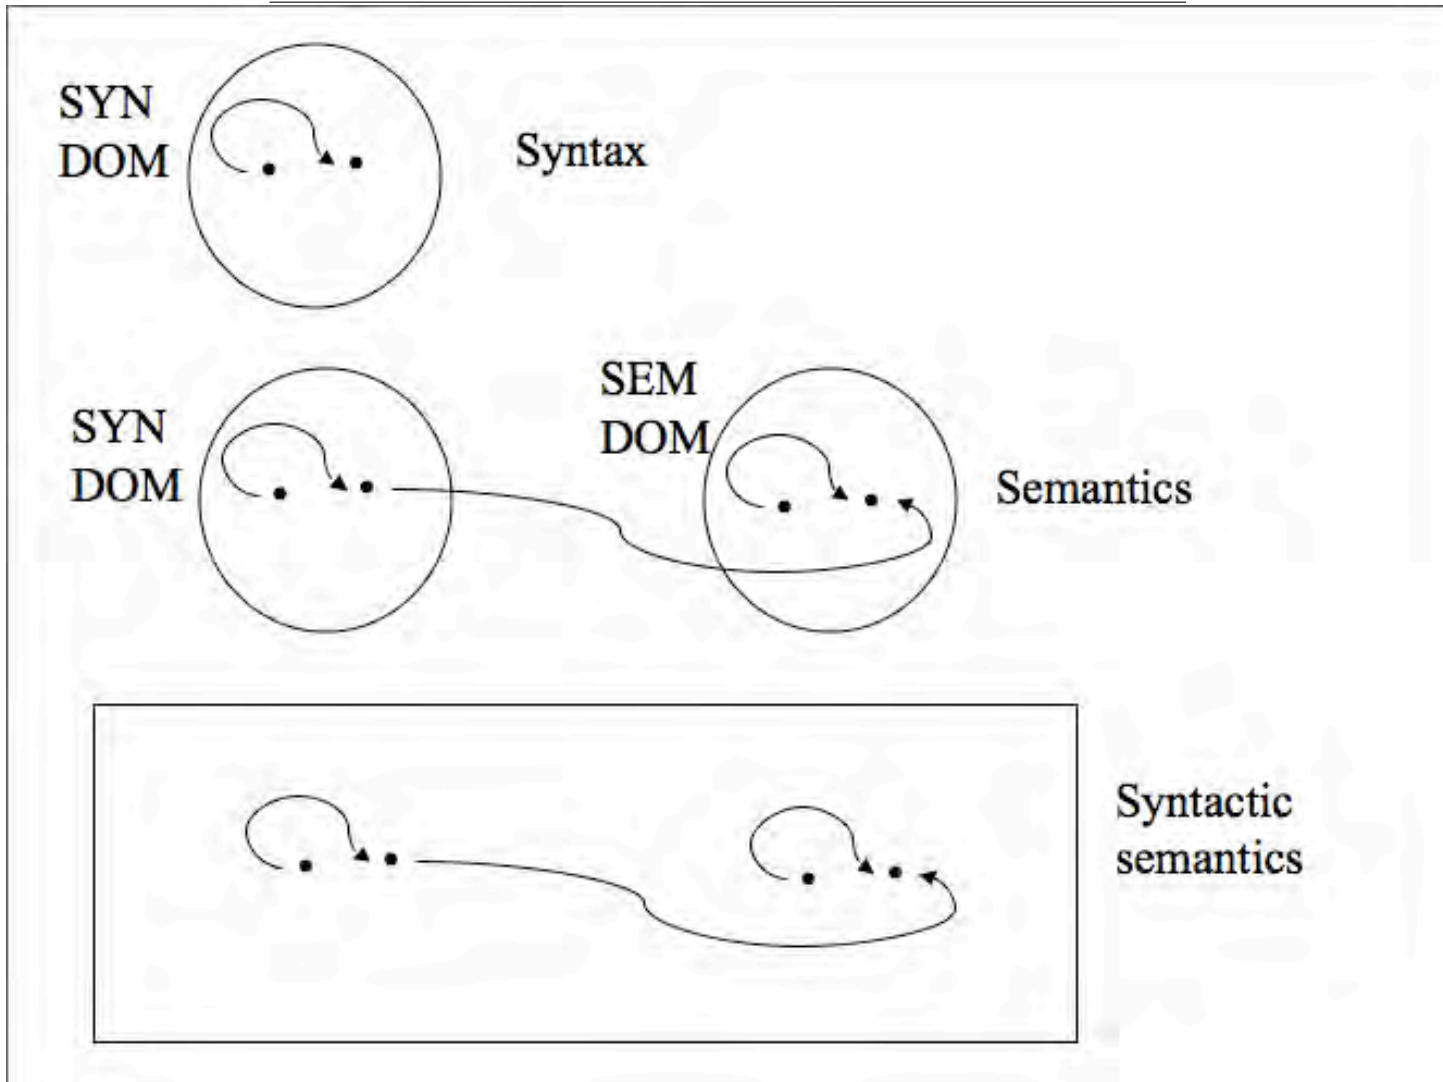 SYN
DOM
Syntax
SYN
DOM
SEM
DOM
Semantics
Syntactic
semantics